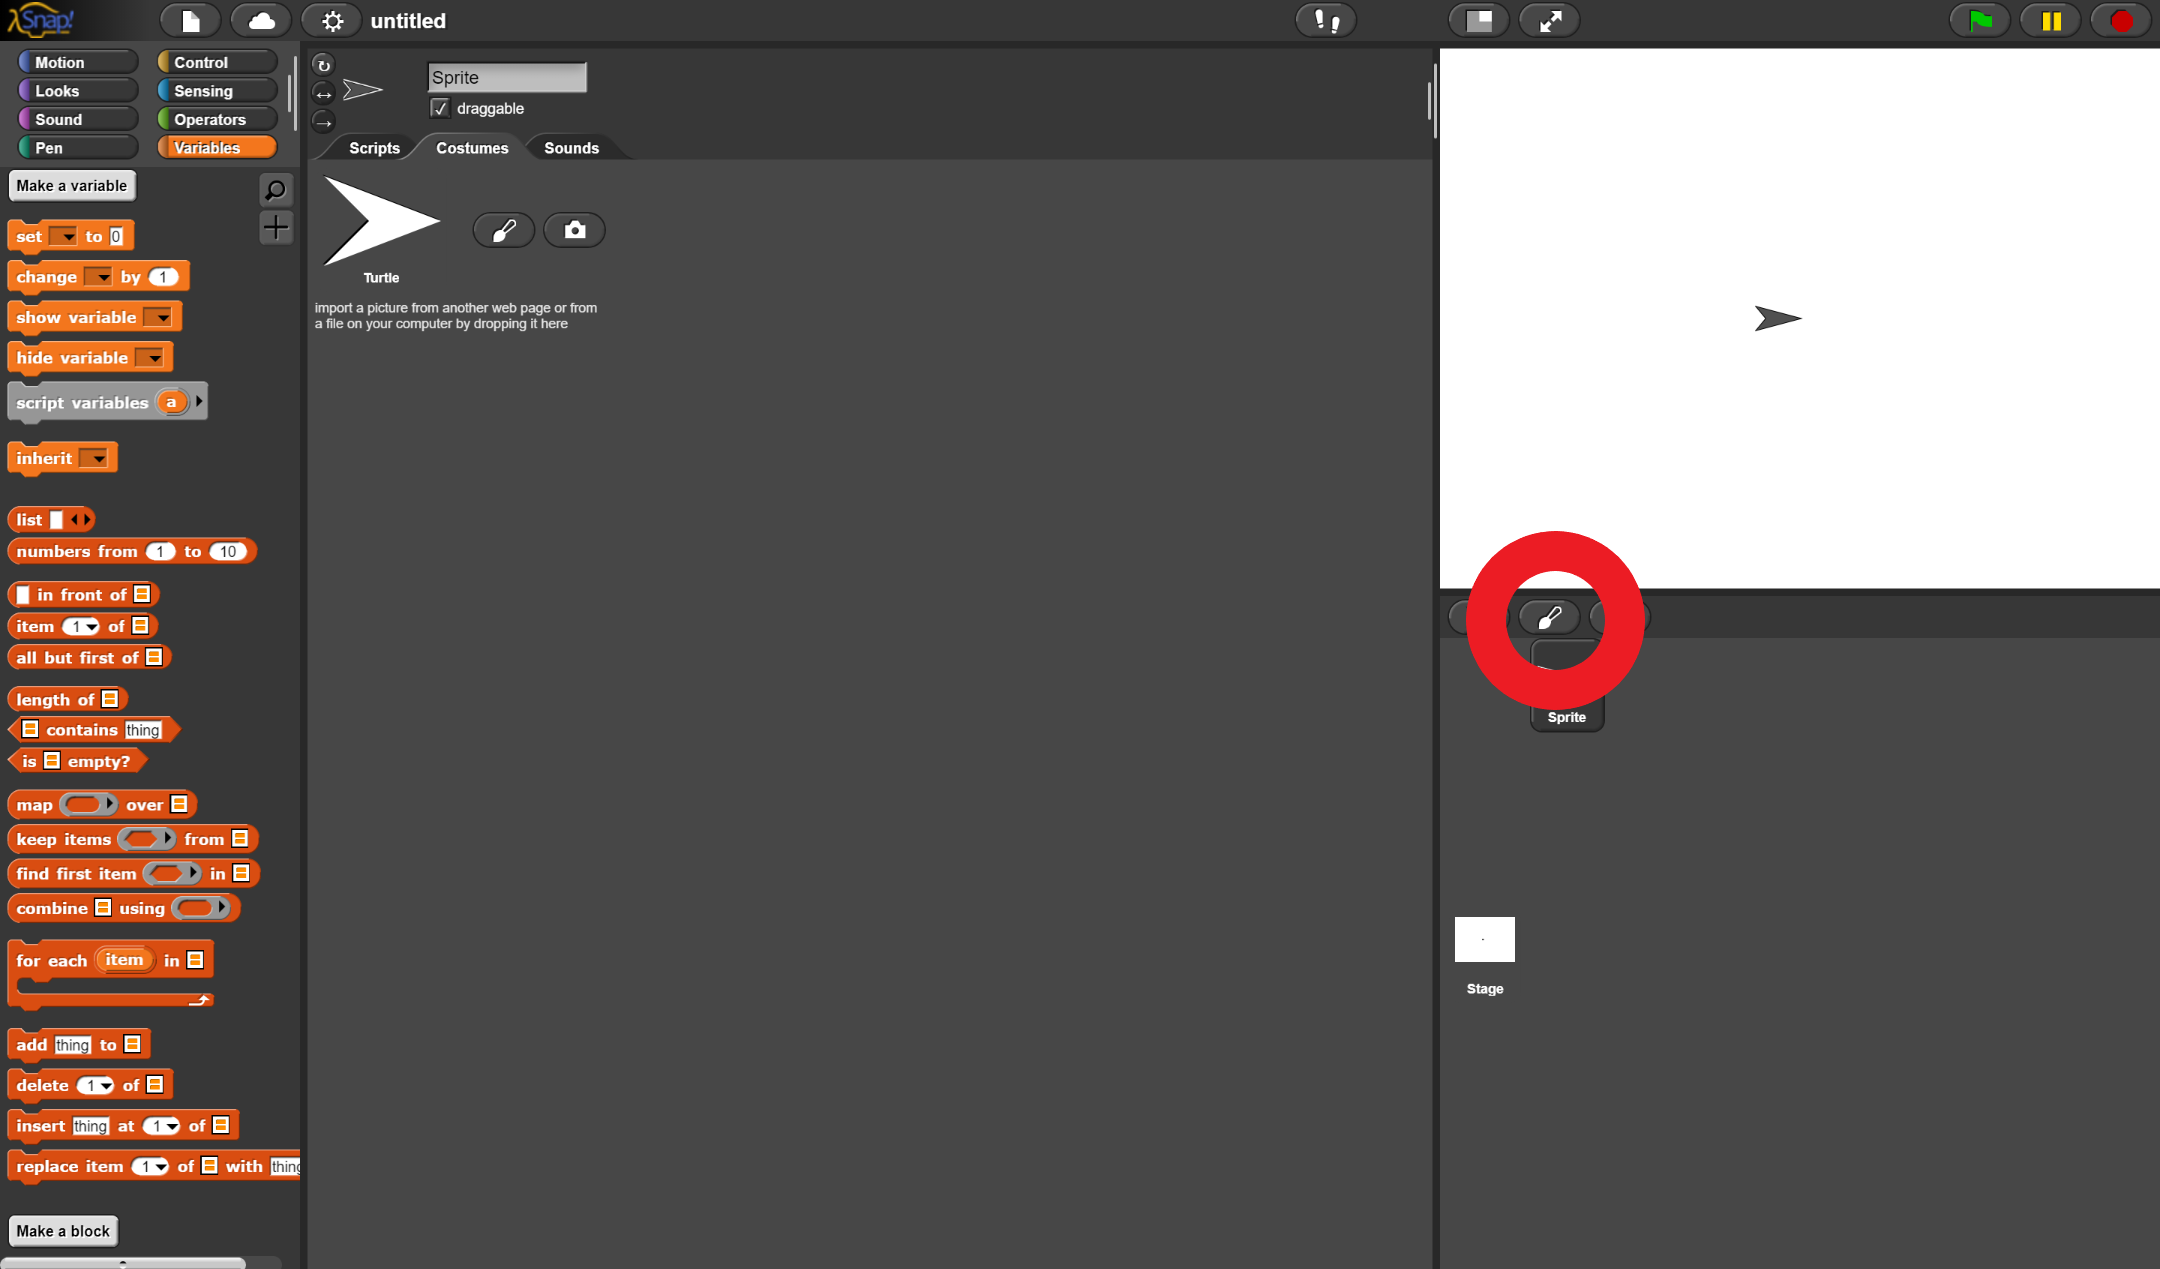 Snap!
untitled
Motion
Control
Looks
Sensing
Sound
Operators
Pen
Variables
Make a variable
set to 0
change by 1
show variable
hide variable
script variables a
inherit
list
numbers from 1 to 10
in front of
item 1 of
all but first of
length of
contains thing
is empty?
map over
keep items from
find first item in
combine using
for each item in
add thing to
delete 1 of
insert thing at 1 of
replace item 1 of with thing
Make a block
Sprite
draggable
Scripts
Costumes
Sounds
Turtle
import a picture from another web page or from
a file on your computer by dropping it here
Sprite
Stage